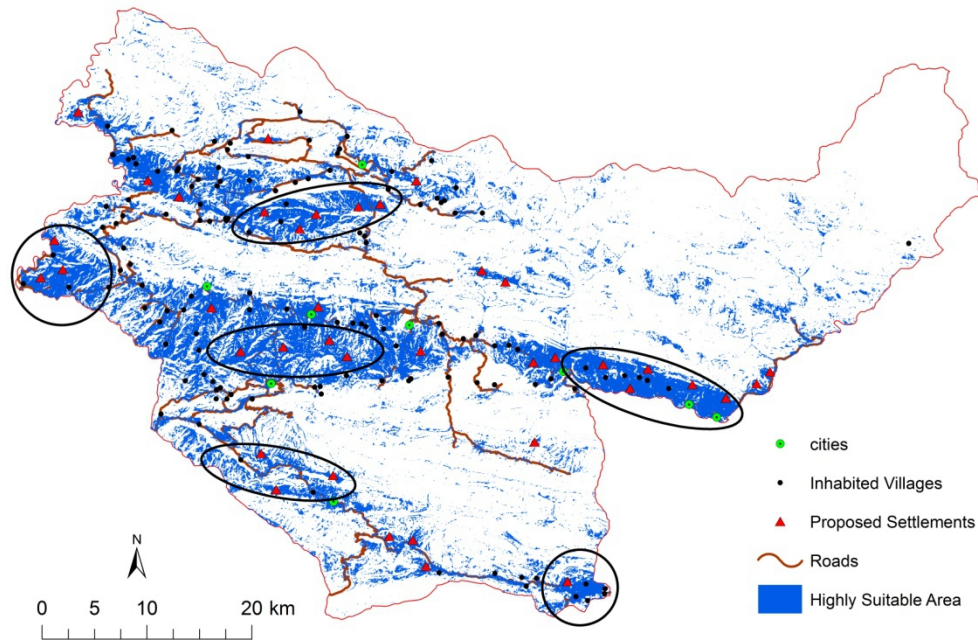 cities
Inhabited Villages
Proposed Settlements
N
Roads
Highly Suitable Area
0 5 10 20 km